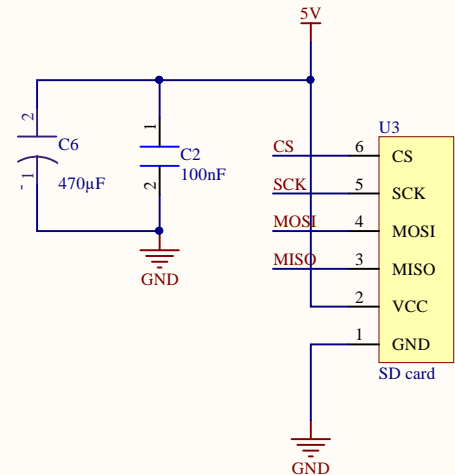 5V
2
C6
1
470µF
1
C2
100nF
2
GND
U3
CS
6
CS
SCK
5
SCK
MOSI
4
MOSI
MISO
3
MISO
2
VCC
1
GND
SD card
GND